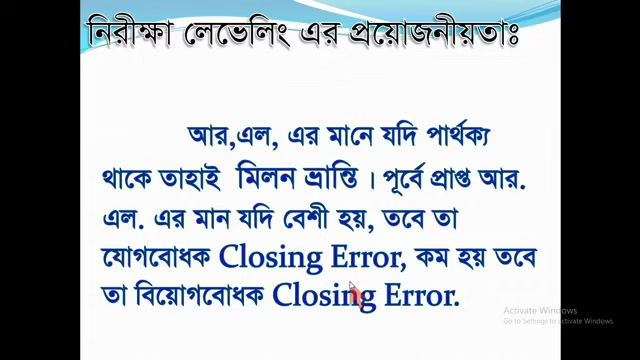 নিরীক্ষা লেভেলিং এর প্রয়োজনীয়তাঃ
আর,এল, এর মানে যদি পার্থক্য
থাকে তাহাই মিলন ভ্রান্তি । পূর্বে প্রাপ্ত আর.
এল. এর মান যদি বেশী হয়, তবে তা
যোগবোধক Closing Error, কম হয় তবে
তা বিয়োগবোধক Closing Error.
Activate Windows
Go to Settings to activate Windows.